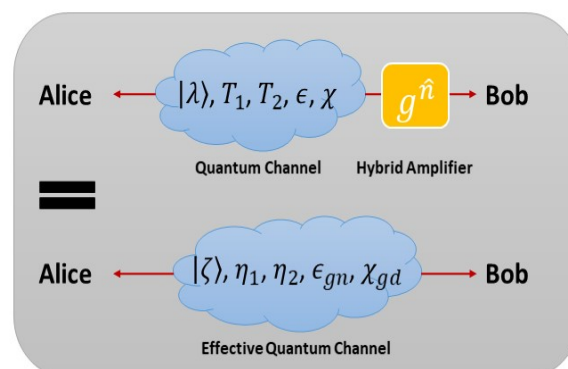 Alice |λ⟩, T₁, T₂, ϵ, χ g^n̂ Bob
Quantum Channel Hybrid Amplifier
=
Alice |ζ⟩, η₁, η₂, ϵ_gn, χ_gd Bob
Effective Quantum Channel